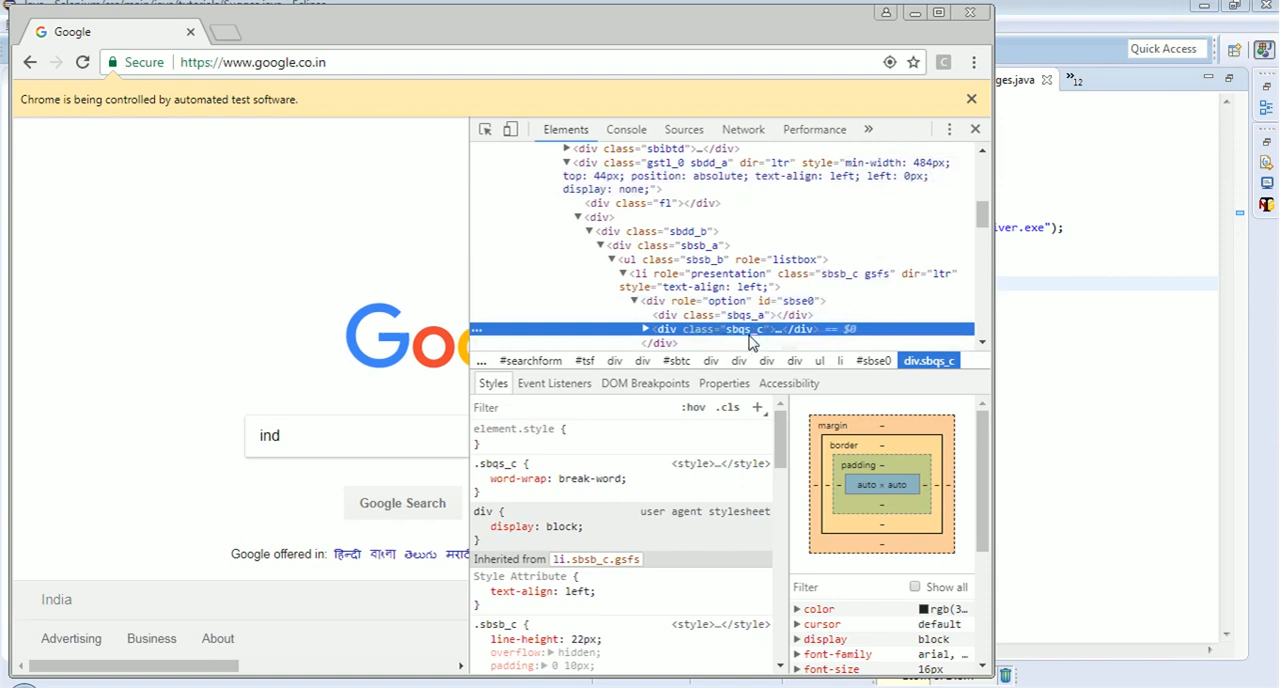 Google
Quick Access
Secure
https://www.google.co.in
C
ges.java
»12
Chrome is being controlled by automated test software.
Elements
Console
Sources
Network
Performance
»
<div class="sbibtd">…</div>
<div class="gstl_0 sbdd_a" dir="ltr" style="min-width: 484px;
top: 44px; position: absolute; text-align: left; left: 0px;
display: none;">
<div class="fl"></div>
<div>
<div class="sbdd_b">
<div class="sbsb_a">
<ul class="sbsb_b" role="listbox">
<li role="presentation" class="sbsb_c gsfs" dir="ltr"
style="text-align: left;">
<div role="option" id="sbse0">
<div class="sbqs_a"></div>
... <div class="sbqs_c">…</div> == $0
</div>
iver.exe");
... #searchform #tsf div div #sbtc div div div div ul li #sbse0 div.sbqs_c
Styles
Event Listeners
DOM Breakpoints
Properties
Accessibility
Filter
:hov .cls +
element.style {
}
.sbqs_c { <style>…</style>
word-wrap: break-word;
}
div { user agent stylesheet
display: block;
}
Inherited from li.sbsb_c.gsfs
Style Attribute {
text-align: left;
}
.sbsb_c { <style>…</style>
line-height: 22px;
overflow: hidden;
padding: 0 10px;
margin -
border -
padding -
- - - auto × auto - - -
-
-
-
Filter
Show all
color rgb(3…
cursor default
display block
font-family arial, …
font-size 16px
Goo
ind
Google Search
Google offered in: हिन्दी বাংলা తెలుగు मराठ
India
Advertising
Business
About